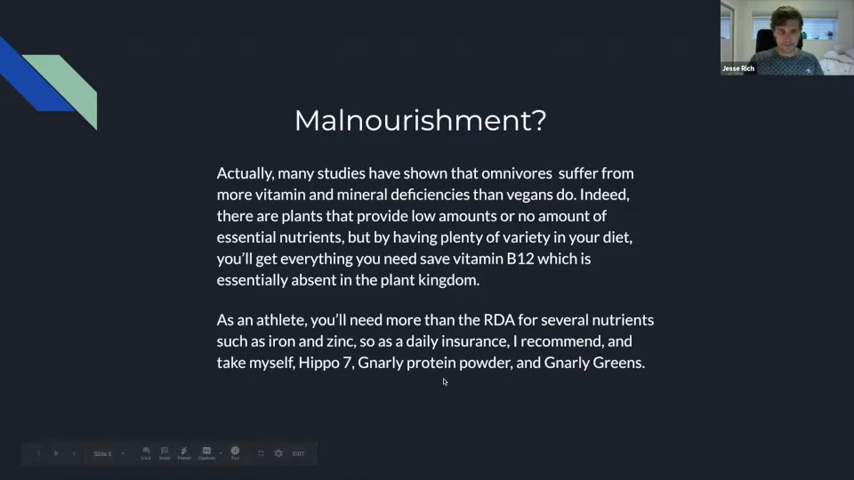 Jesse Rich
Malnourishment?
Actually, many studies have shown that omnivores suffer from
more vitamin and mineral deficiencies than vegans do. Indeed,
there are plants that provide low amounts or no amount of
essential nutrients, but by having plenty of variety in your diet,
you'll get everything you need save vitamin B12 which is
essentially absent in the plant kingdom.
As an athlete, you'll need more than the RDA for several nutrients
such as iron and zinc, so as a daily insurance, I recommend, and
take myself, Hippo 7, Gnarly protein powder, and Gnarly Greens.
Slide 6
EXIT